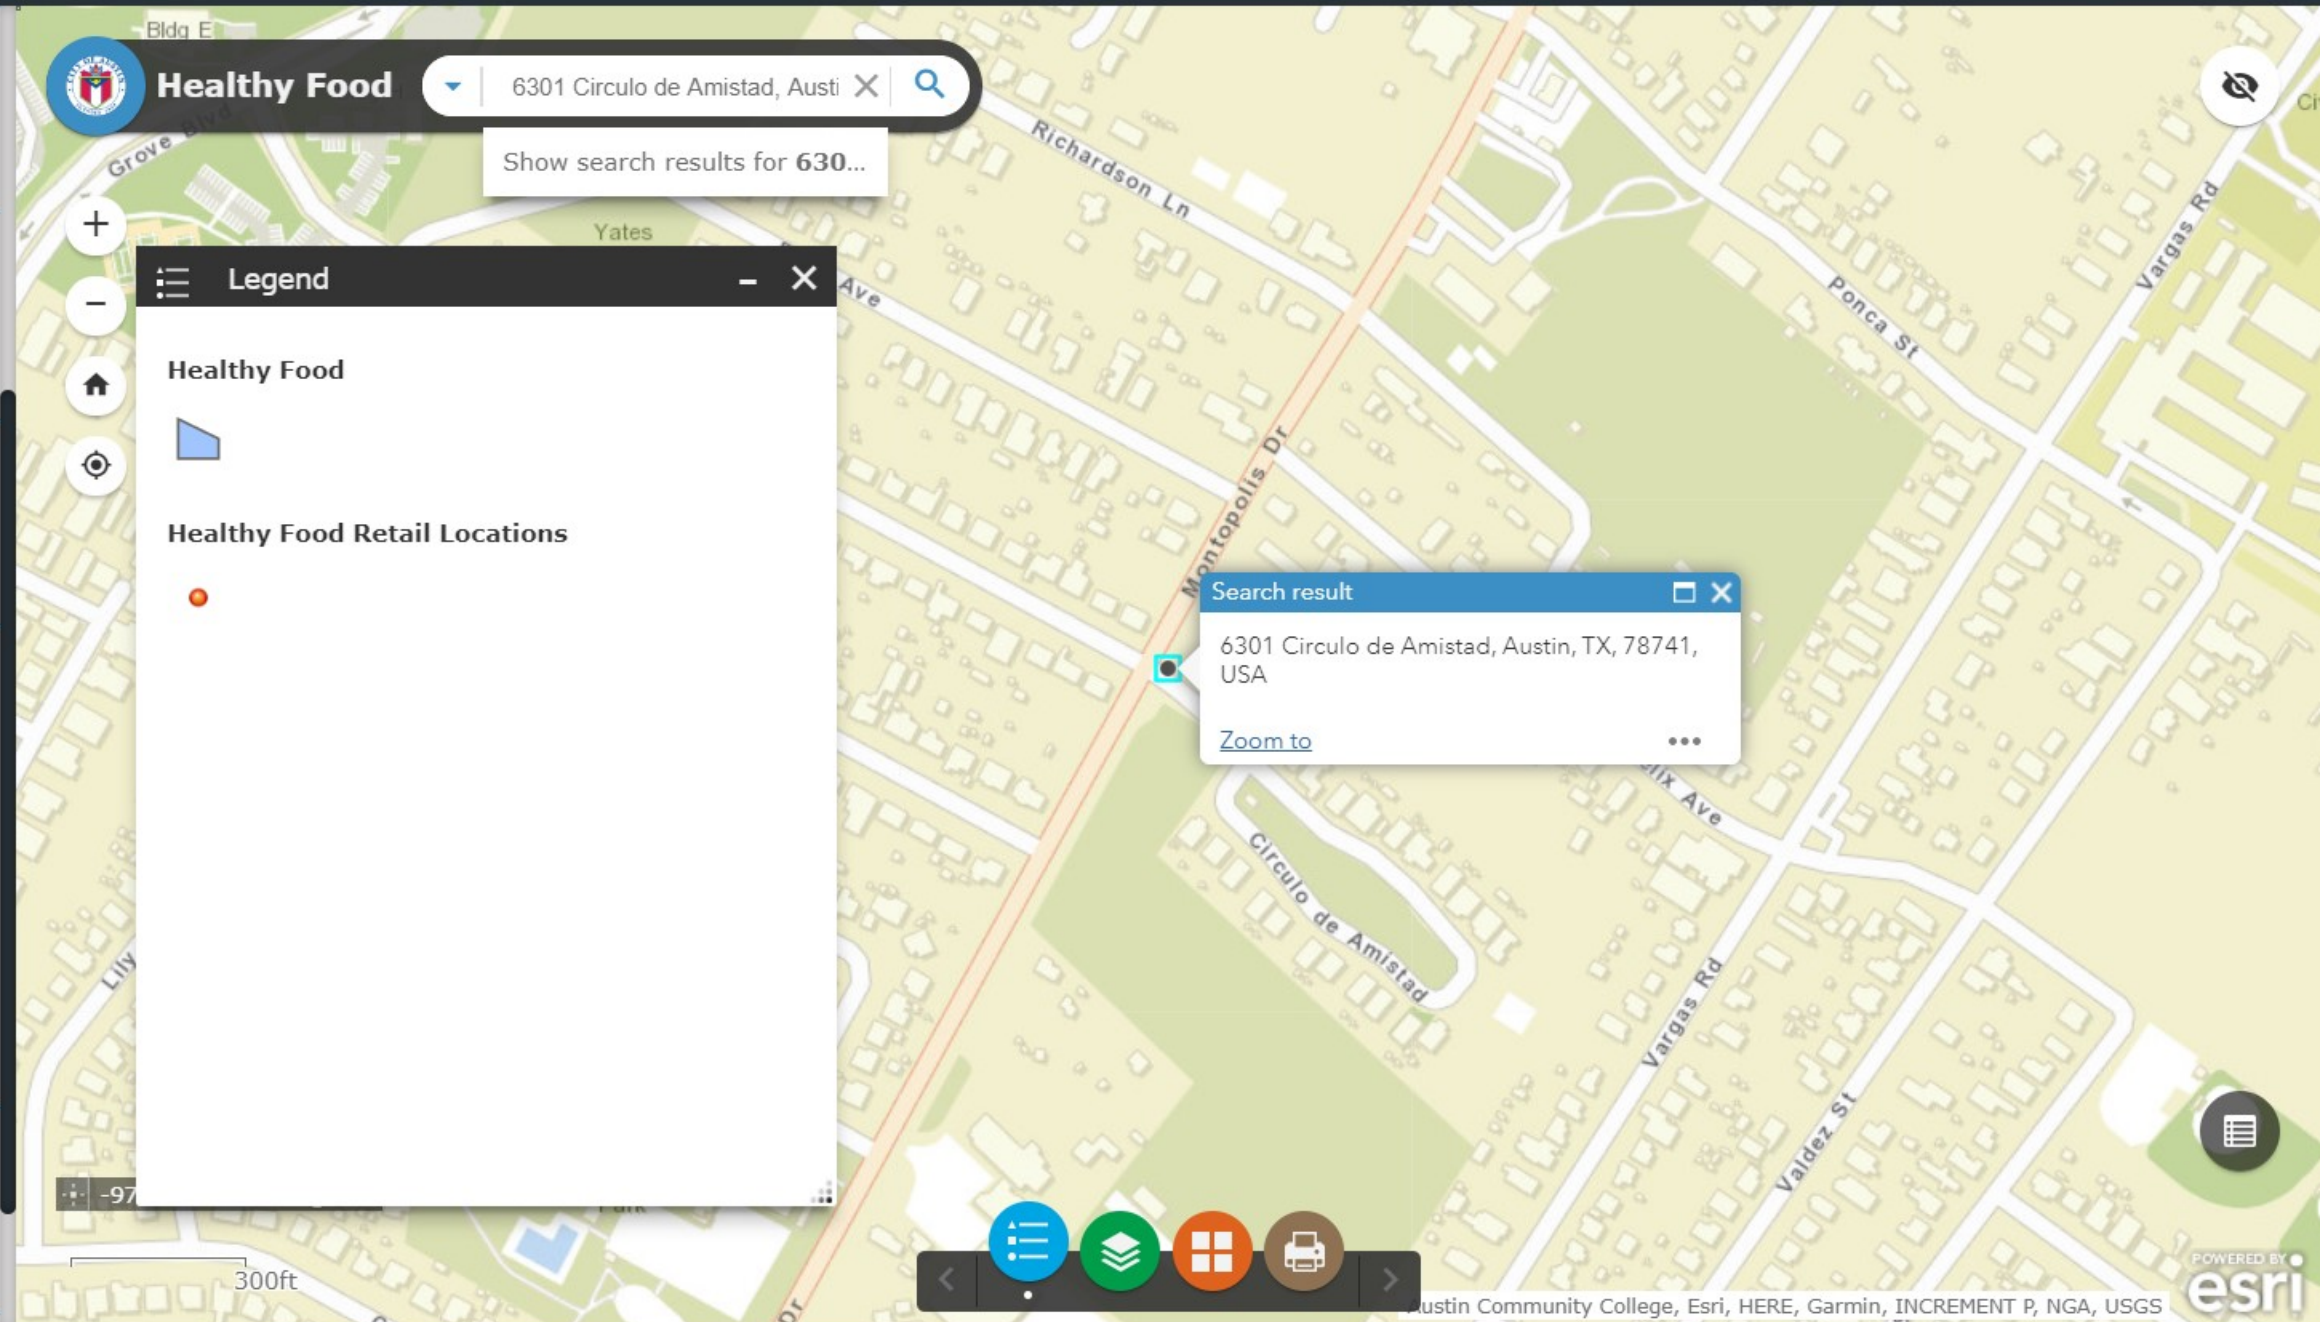 Bldg E
Healthy Food
6301 Circulo de Amistad, Austi
Show search results for 630...
Grove Blvd
Richardson Ln
Yates
Vargas Rd
Legend
Ave
Ponca St
Healthy Food
Montopolis Dr
Healthy Food Retail Locations
Search result
6301 Circulo de Amistad, Austin, TX, 78741,
USA
Zoom to
Ave
Circulo de Amistad
Lily
Vargas Rd
Valdez St
-97
300ft
Dr
POWERED BY
esri
Austin Community College, Esri, HERE, Garmin, INCREMENT P, NGA, USGS